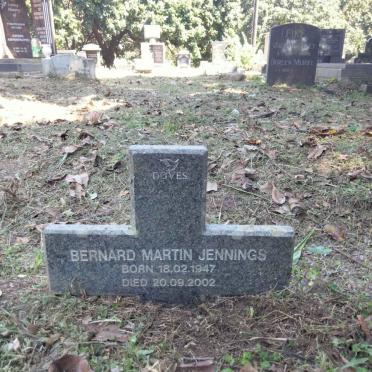 DOVES
BERNARD MARTIN JENNINGS
BORN 18.02.1947
DIED 20.09.2002